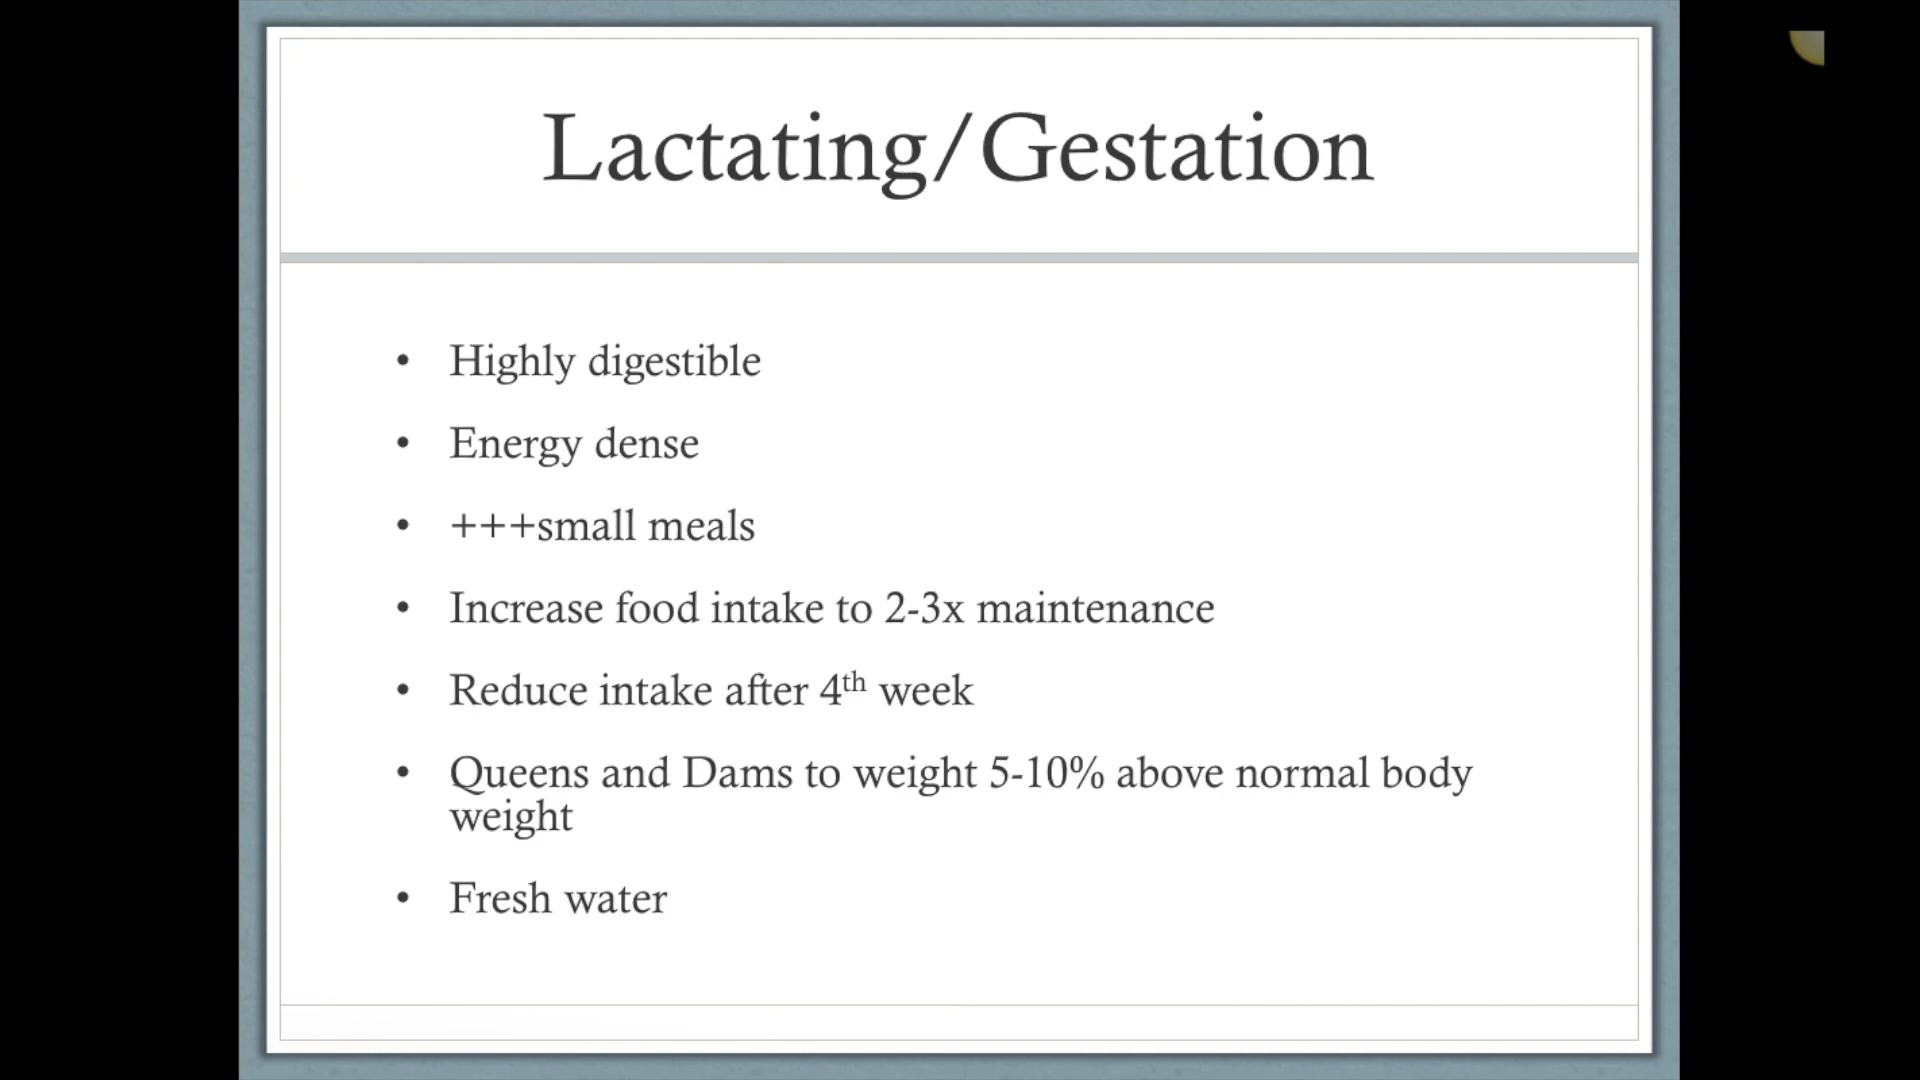 Lactating/Gestation
• Highly digestible
• Energy dense
• +++small meals
• Increase food intake to 2-3x maintenance
• Reduce intake after 4th week
• Queens and Dams to weight 5-10% above normal body
weight
• Fresh water